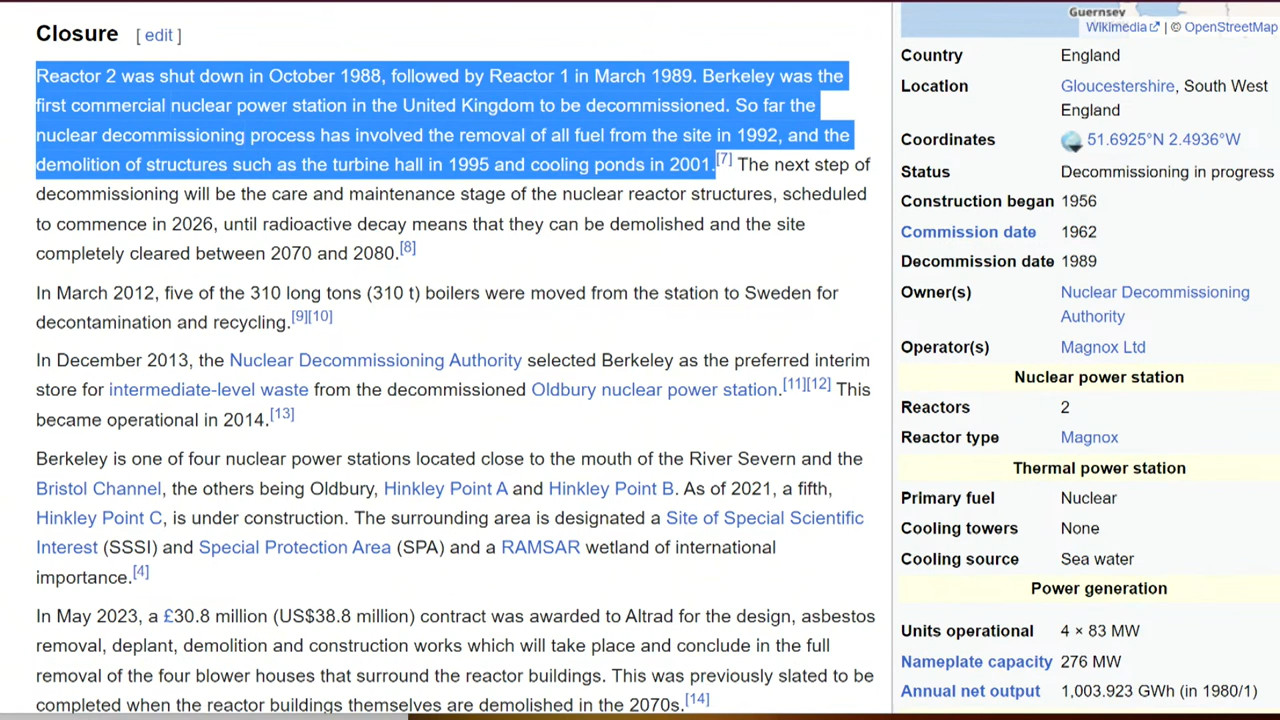 Closure [ edit ]
Reactor 2 was shut down in October 1988, followed by Reactor 1 in March 1989. Berkeley was the
first commercial nuclear power station in the United Kingdom to be decommissioned. So far the
nuclear decommissioning process has involved the removal of all fuel from the site in 1992, and the
demolition of structures such as the turbine hall in 1995 and cooling ponds in 2001.[7] The next step of
decommissioning will be the care and maintenance stage of the nuclear reactor structures, scheduled
to commence in 2026, until radioactive decay means that they can be demolished and the site
completely cleared between 2070 and 2080.[8]
In March 2012, five of the 310 long tons (310 t) boilers were moved from the station to Sweden for
decontamination and recycling.[9][10]
In December 2013, the Nuclear Decommissioning Authority selected Berkeley as the preferred interim
store for intermediate-level waste from the decommissioned Oldbury nuclear power station.[11][12] This
became operational in 2014.[13]
Berkeley is one of four nuclear power stations located close to the mouth of the River Severn and the
Bristol Channel, the others being Oldbury, Hinkley Point A and Hinkley Point B. As of 2021, a fifth,
Hinkley Point C, is under construction. The surrounding area is designated a Site of Special Scientific
Interest (SSSI) and Special Protection Area (SPA) and a RAMSAR wetland of international
importance.[4]
In May 2023, a £30.8 million (US$38.8 million) contract was awarded to Altrad for the design, asbestos
removal, deplant, demolition and construction works which will take place and conclude in the full
removal of the four blower houses that surround the reactor buildings. This was previously slated to be
completed when the reactor buildings themselves are demolished in the 2070s.[14]
Guernsey
Wikimedia | © OpenStreetMap
Country England
Location Gloucestershire, South West
England
Coordinates 51.6925°N 2.4936°W
Status Decommissioning in progress
Construction began 1956
Commission date 1962
Decommission date 1989
Owner(s) Nuclear Decommissioning
Authority
Operator(s) Magnox Ltd
Nuclear power station
Reactors 2
Reactor type Magnox
Thermal power station
Primary fuel Nuclear
Cooling towers None
Cooling source Sea water
Power generation
Units operational 4 × 83 MW
Nameplate capacity 276 MW
Annual net output 1,003.923 GWh (in 1980/1)